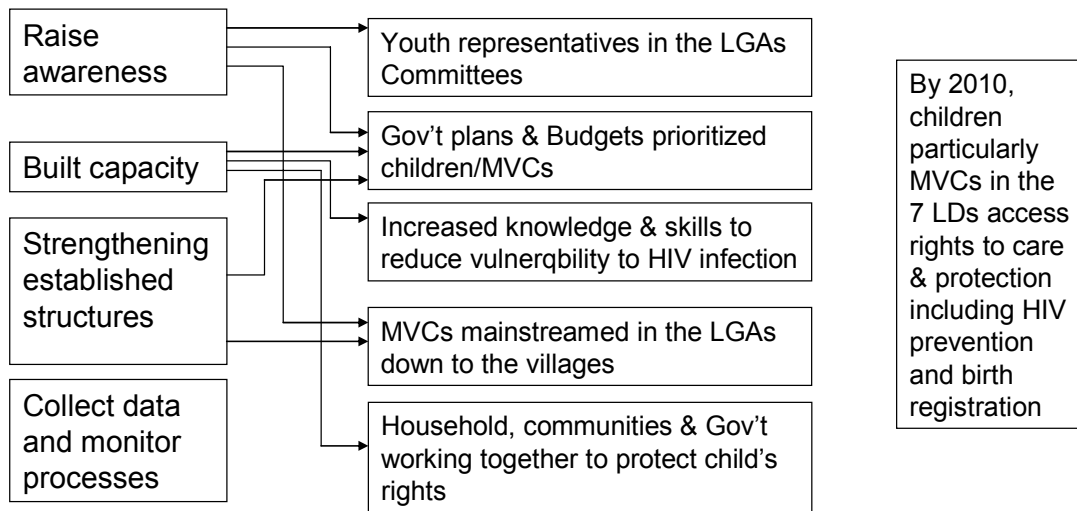 Raise
awareness
Built capacity
Strengthening
established
structures
Collect data
and monitor
processes
Youth representatives in the LGAs
Committees
Gov't plans & Budgets prioritized
children/MVCs
Increased knowledge & skills to
reduce vulnerqbility to HIV infection
MVCs mainstreamed in the LGAs
down to the villages
Household, communities & Gov't
working together to protect child's
rights
By 2010,
children
particularly
MVCs in the
7 LDs access
rights to care
& protection
including HIV
prevention
and birth
registration